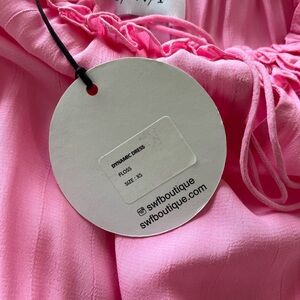 DYNAMIC DRESS
FLOSS
SIZE : XS
swfboutique
swfboutique.com